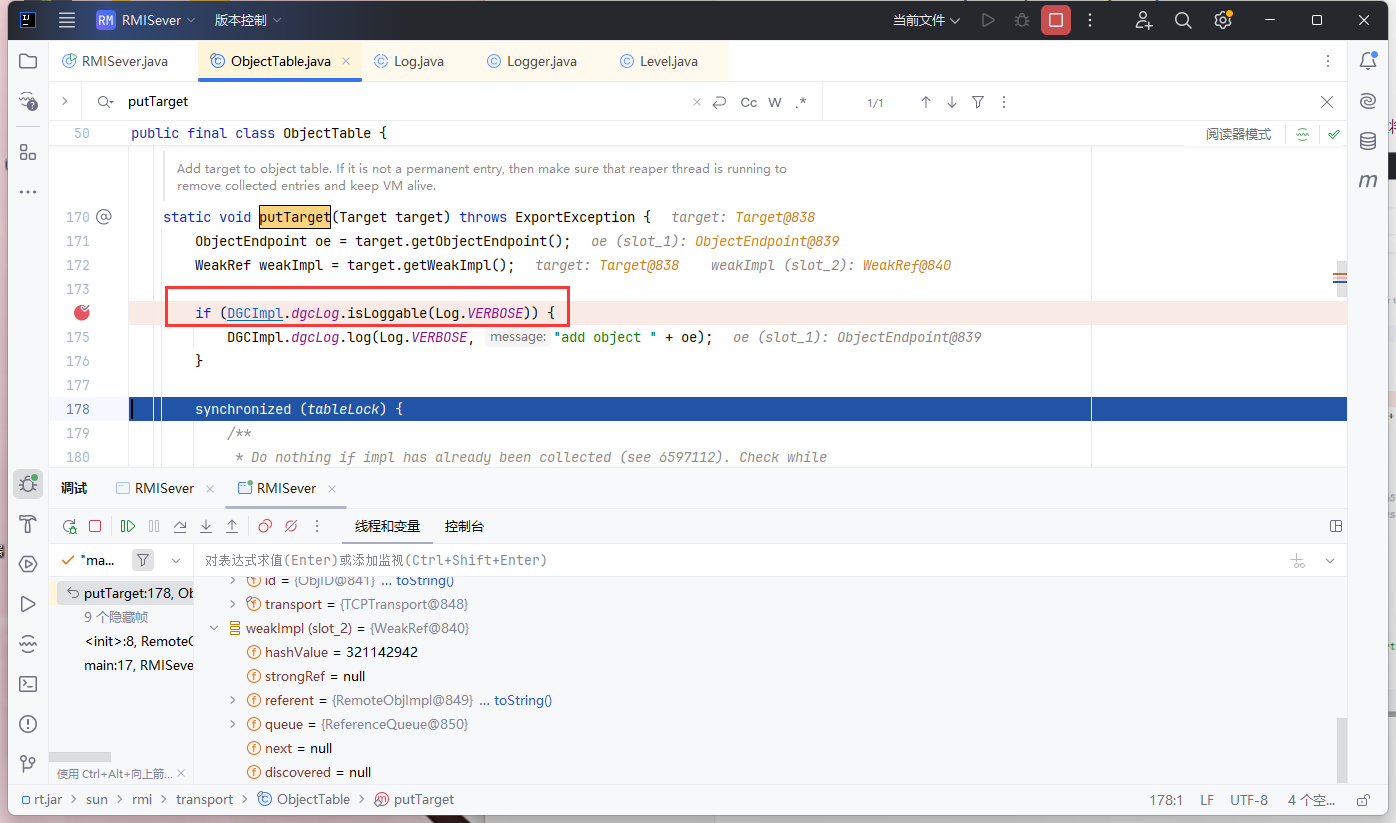 RM RMISever 版本控制 当前文件
RMISever.java ObjectTable.java Log.java Logger.java Level.java
putTarget Cc W .* 1/1
50 public final class ObjectTable { 阅读器模式
Add target to object table. If it is not a permanent entry, then make sure that reaper thread is running to
remove collected entries and keep VM alive.
170 static void putTarget(Target target) throws ExportException { target: Target@838
171 ObjectEndpoint oe = target.getObjectEndpoint(); oe (slot_1): ObjectEndpoint@839
172 WeakRef weakImpl = target.getWeakImpl(); target: Target@838 weakImpl (slot_2): WeakRef@840
173
if (DGCImpl.dgcLog.isLoggable(Log.VERBOSE)) {
175 DGCImpl.dgcLog.log(Log.VERBOSE, message: "add object " + oe); oe (slot_1): ObjectEndpoint@839
176 }
177
178 synchronized (tableLock) {
179 /**
180 * Do nothing if impl has already been collected (see 6597112). Check while
调试 RMISever RMISever
线程和变量 控制台
"ma... 对表达式求值(Enter)或添加监视(Ctrl+Shift+Enter)
id = {ObjID@841} ... toString()
putTarget:178, Ob
transport = {TCPTransport@848}
9 个隐藏帧
weakImpl (slot_2) = {WeakRef@840}
<init>:8, RemoteO
hashValue = 321142942
main:17, RMISeve
strongRef = null
referent = {RemoteObjImpl@849} ... toString()
queue = {ReferenceQueue@850}
next = null
discovered = null
使用 Ctrl+Alt+向上箭...
rt.jar > sun > rmi > transport > ObjectTable > putTarget 178:1 LF UTF-8 4 个空...